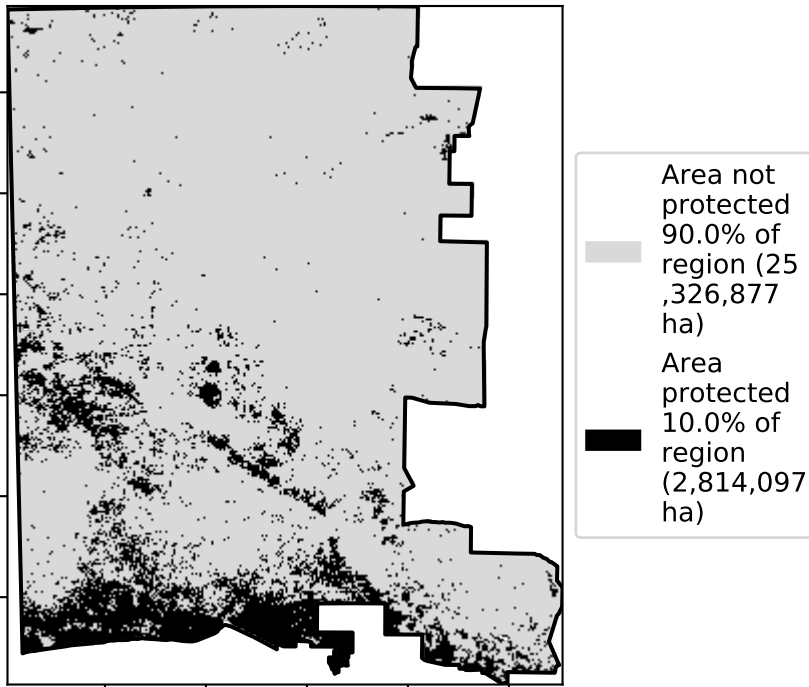 Area not
protected
90.0% of
region (25
,326,877
ha)
Area
protected
10.0% of
region
(2,814,097
ha)